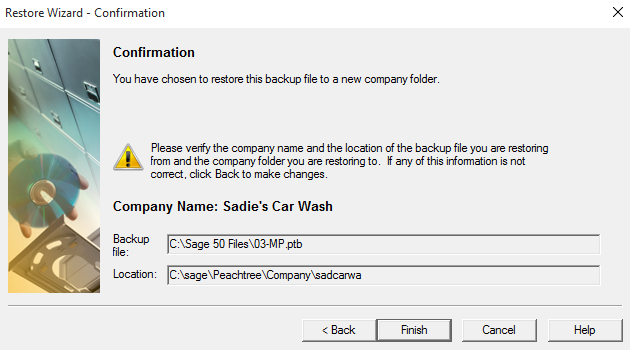 Restore Wizard - Confirmation
Confirmation
You have chosen to restore this backup file to a new company folder.
Please verify the company name and the location of the backup file you are restoring
from and the company folder you are restoring to.  If any of this information is not
correct, click Back to make changes.
Company Name: Sadie's Car Wash
Backup
file:
C:\Sage 50 Files\03-MP.ptb
Location:
C:\sage\Peachtree\Company\sadcarwa
< Back
Finish
Cancel
Help